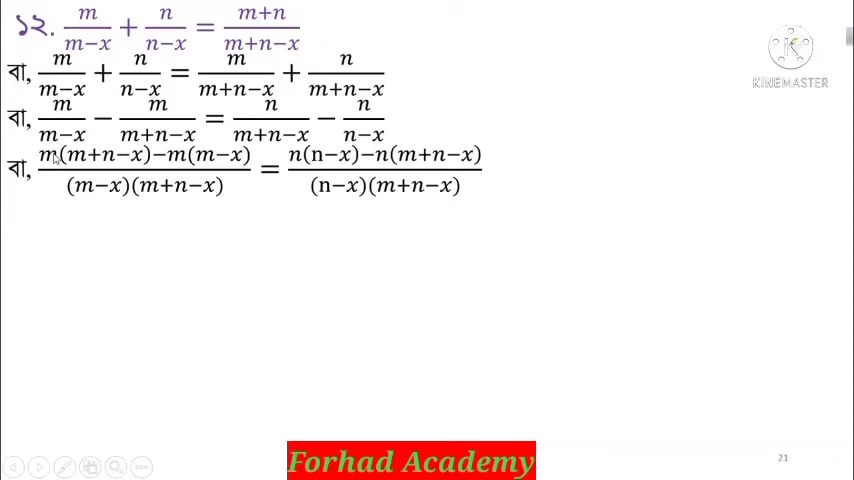 ১২. m/(m−x) + n/(n−x) = (m+n)/(m+n−x)
বা, m/(m−x) + n/(n−x) = m/(m+n−x) + n/(m+n−x)
বা, m/(m−x) − m/(m+n−x) = n/(m+n−x) − n/(n−x)
বা, (m(m+n−x)−m(m−x))/((m−x)(m+n−x)) = (n(n−x)−n(m+n−x))/((n−x)(m+n−x))
KINEMASTER
Forhad Academy
21